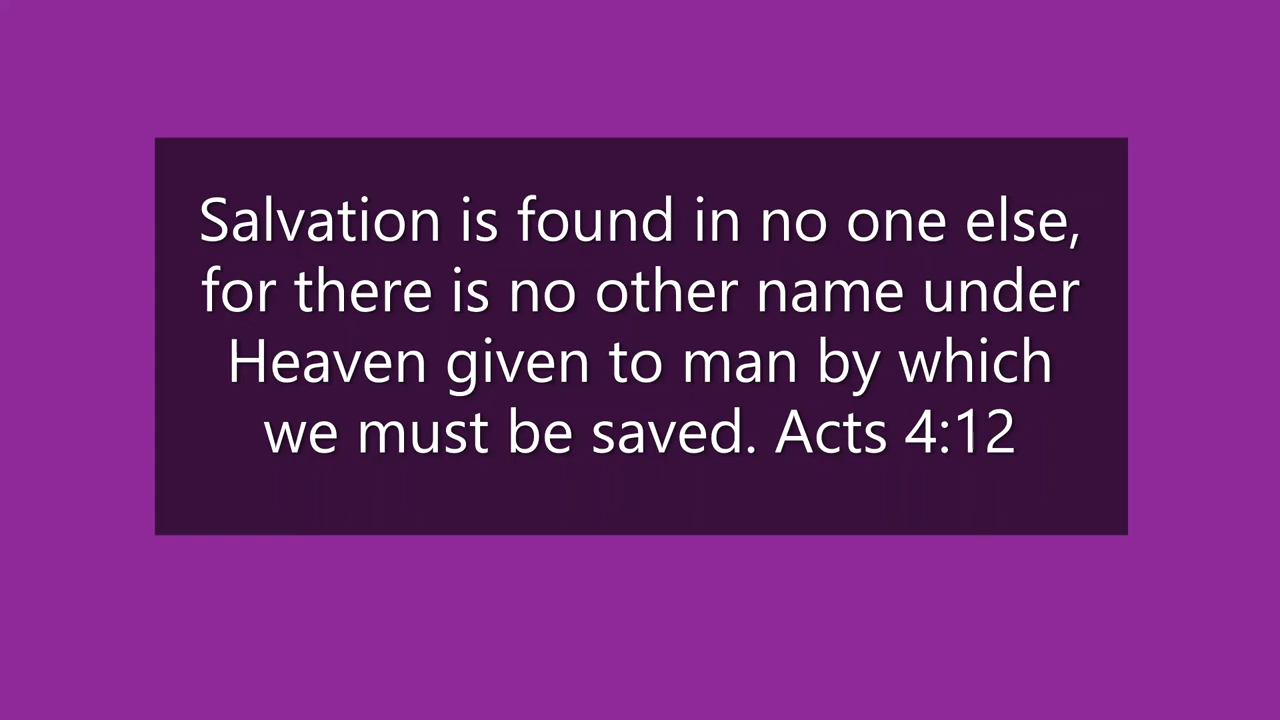 Salvation is found in no one else,
for there is no other name under
Heaven given to man by which
we must be saved. Acts 4:12